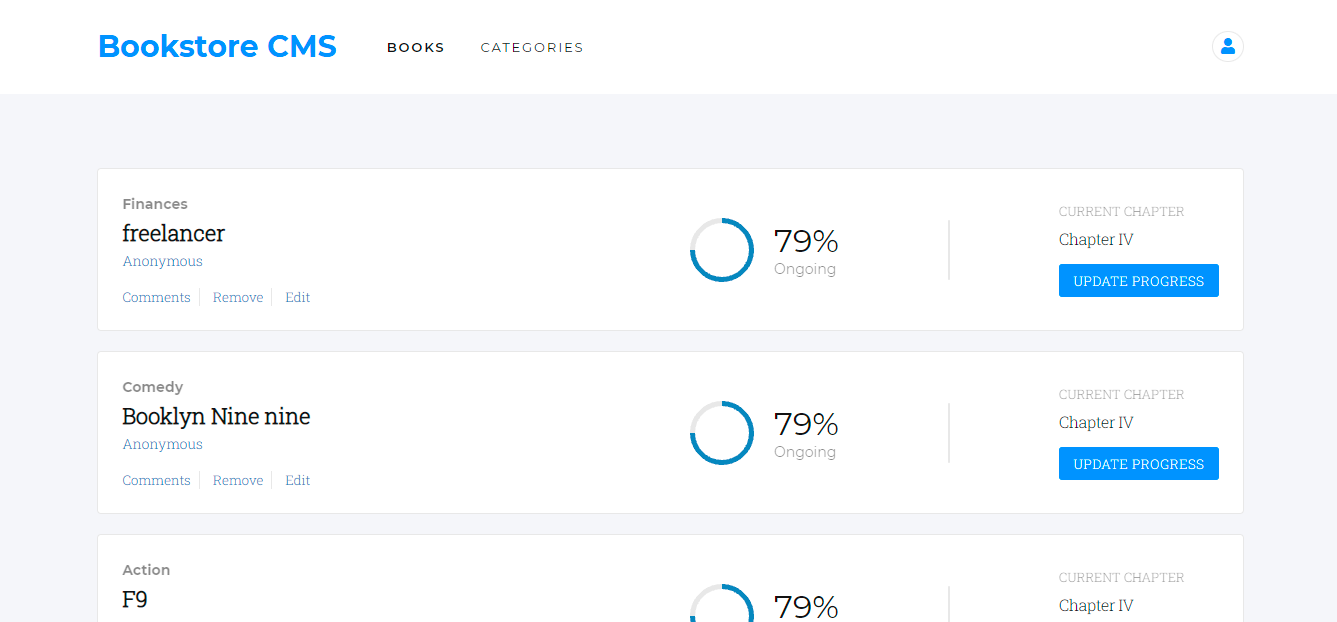 Bookstore CMS
BOOKS
CATEGORIES
Finances
freelancer
Anonymous
Comments
Remove
Edit
79%
Ongoing
CURRENT CHAPTER
Chapter IV
UPDATE PROGRESS
Comedy
Booklyn Nine nine
Anonymous
Comments
Remove
Edit
79%
Ongoing
CURRENT CHAPTER
Chapter IV
UPDATE PROGRESS
Action
F9
79%
CURRENT CHAPTER
Chapter IV